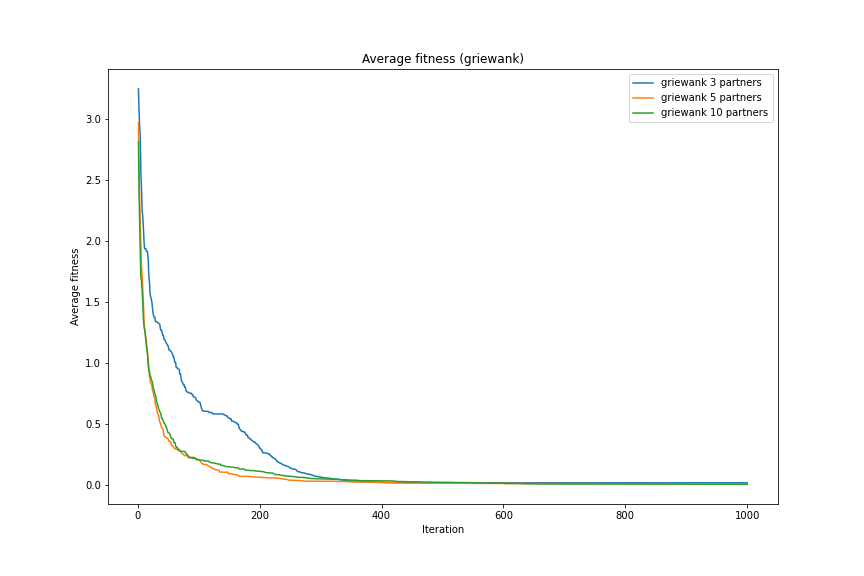 Average fitness (griewank)
griewank 3 partners
griewank 5 partners
griewank 10 partners
3.0
2.5
2.0
1.5
1.0
0.5
0.0
Average fitness
0 200 400 600 800 1000
Iteration